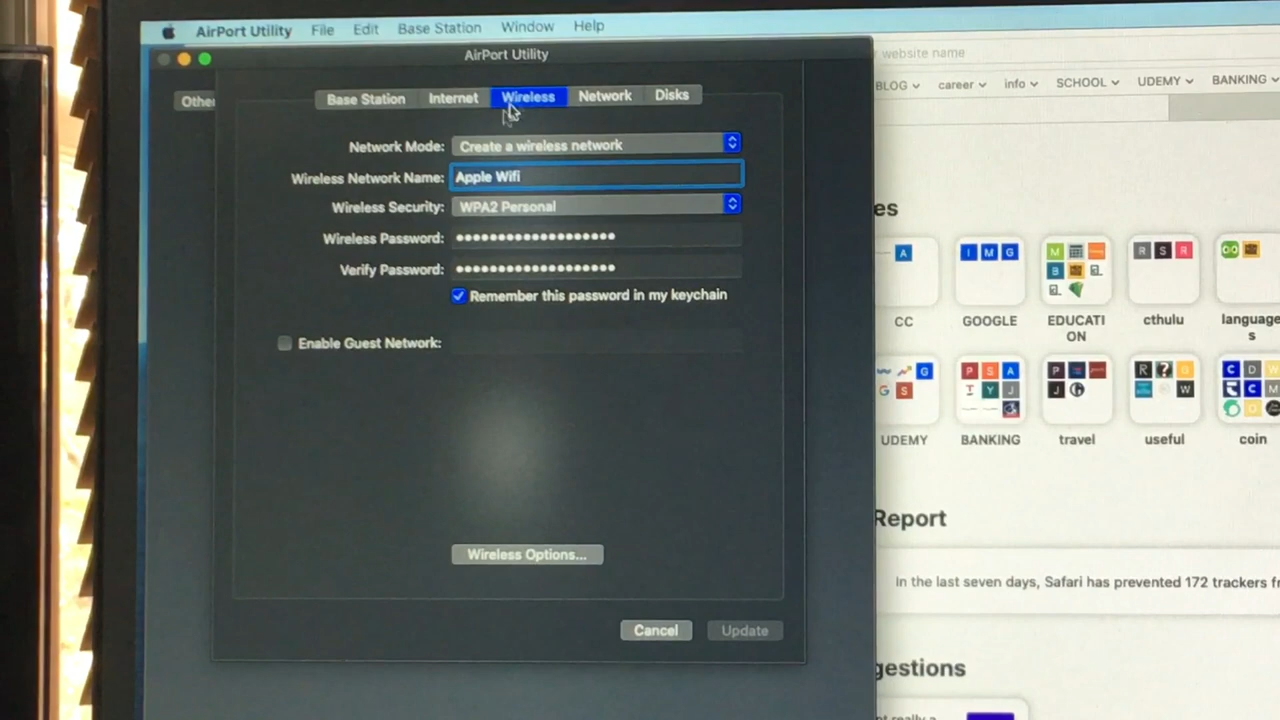 AirPort Utility File Edit Base Station Window Help
AirPort Utility
website name
Other
Base Station Internet Wireless Network Disks
BLOG career info SCHOOL UDEMY BANKING
Network Mode: Create a wireless network
Wireless Network Name: Apple Wifi
Wireless Security: WPA2 Personal
Wireless Password: •••••••••••••••••••
Verify Password: •••••••••••••••••••
Remember this password in my keychain
Enable Guest Network:
Wireless Options...
Cancel Update
es
A
I M G
M
B
R S R
CC GOOGLE EDUCATI
ON
cthulu language
s
G
G S
P S A
T Y J
P
J
R ? G
W
C D W
C M
UDEMY BANKING travel useful coin
Report
In the last seven days, Safari has prevented 172 trackers fr
gestions